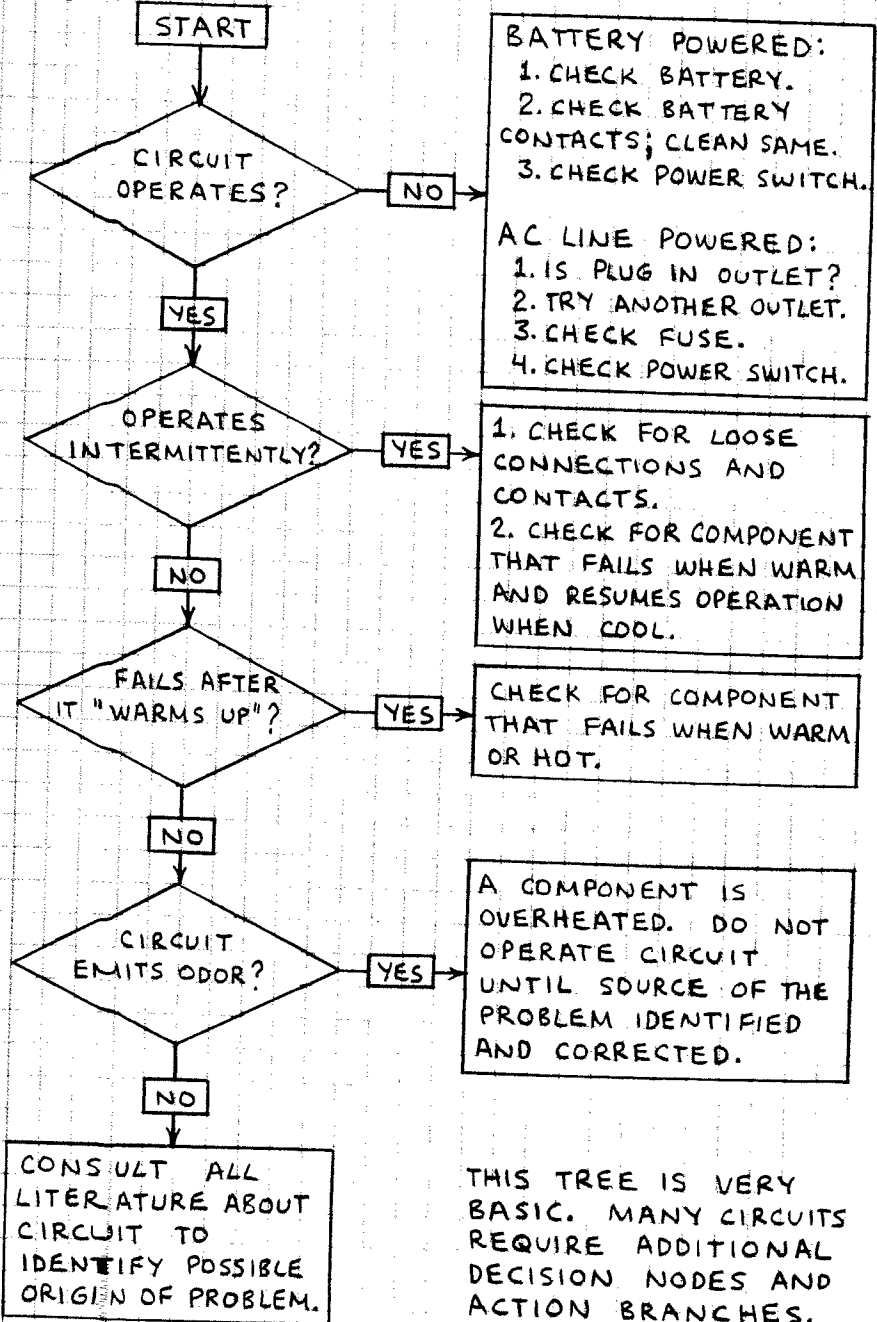 START
CIRCUIT
OPERATES?
NO
BATTERY POWERED:
1. CHECK BATTERY.
2. CHECK BATTERY
CONTACTS; CLEAN SAME.
3. CHECK POWER SWITCH.
AC LINE POWERED:
1. IS PLUG IN OUTLET?
2. TRY ANOTHER OUTLET.
3. CHECK FUSE.
4. CHECK POWER SWITCH.
YES
OPERATES
INTERMITTENTLY?
YES
1. CHECK FOR LOOSE
CONNECTIONS AND
CONTACTS.
2. CHECK FOR COMPONENT
THAT FAILS WHEN WARM
AND RESUMES OPERATION
WHEN COOL.
NO
FAILS AFTER
IT "WARMS UP"?
YES
CHECK FOR COMPONENT
THAT FAILS WHEN WARM
OR HOT.
NO
CIRCUIT
EMITS ODOR?
YES
A COMPONENT IS
OVERHEATED. DO NOT
OPERATE CIRCUIT
UNTIL SOURCE OF THE
PROBLEM IDENTIFIED
AND CORRECTED.
NO
CONSULT ALL
LITERATURE ABOUT
CIRCUIT TO
IDENTIFY POSSIBLE
ORIGIN OF PROBLEM.
THIS TREE IS VERY
BASIC. MANY CIRCUITS
REQUIRE ADDITIONAL
DECISION NODES AND
ACTION BRANCHES.